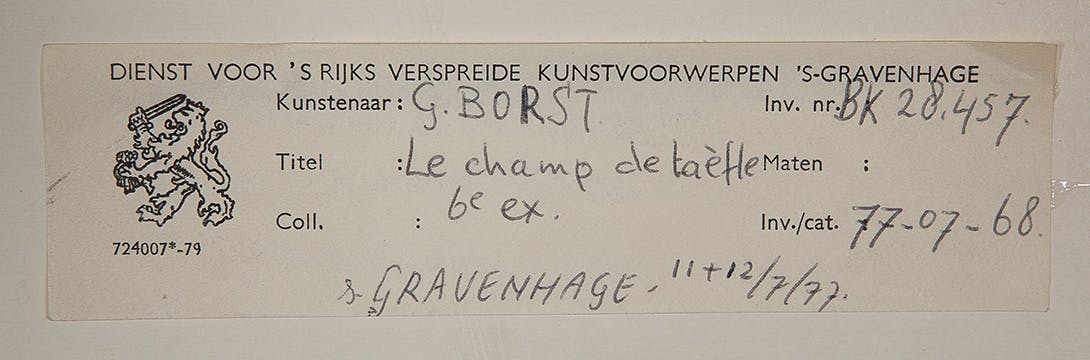 DIENST VOOR 'S RIJKS VERSPREIDE KUNSTVOORWERPEN 'S-GRAVENHAGE
Kunstenaar: G. BORST Inv. nr. BK 28.457.
Titel : Le champ de taèfle Maten :
6e ex.
Coll. : Inv./cat. 77-07-68.
724007*-79
s-GRAVENHAGE. 11+12/7/77.